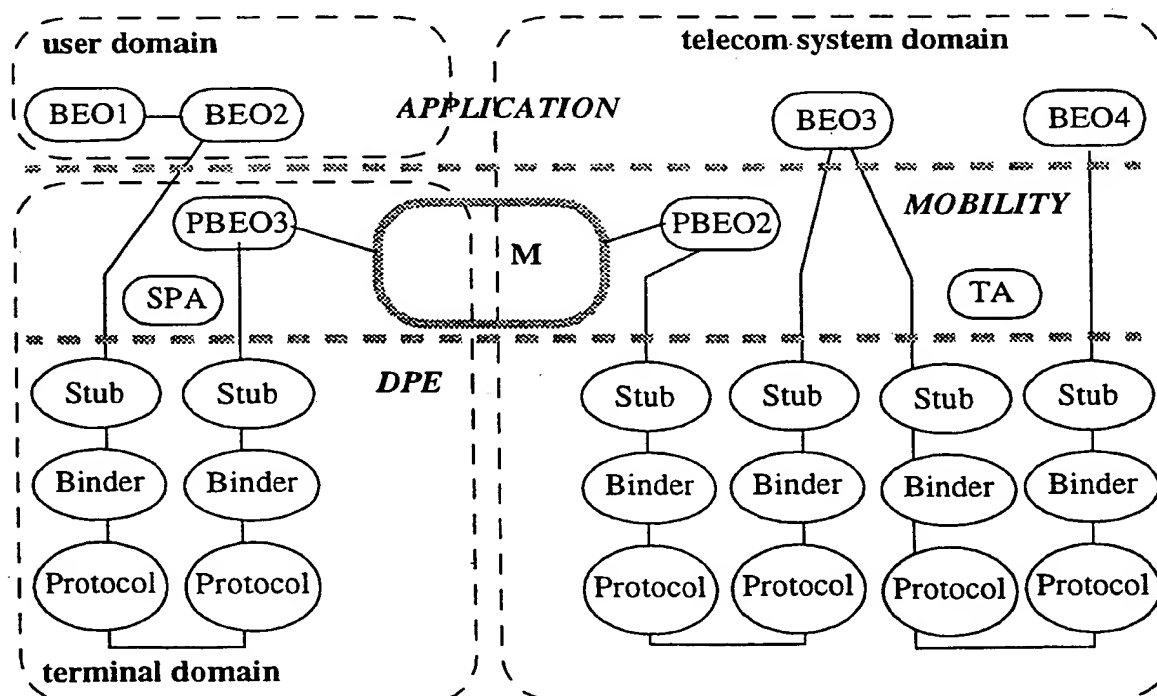 user domain
telecom system domain
BEO1
BEO2
APPLICATION
BEO3
BEO4
MOBILITY
PBEO3
M
PBEO2
SPA
TA
DPE
Stub
Stub
Stub
Stub
Stub
Stub
Binder
Binder
Binder
Binder
Binder
Binder
Protocol
Protocol
Protocol
Protocol
Protocol
Protocol
terminal domain